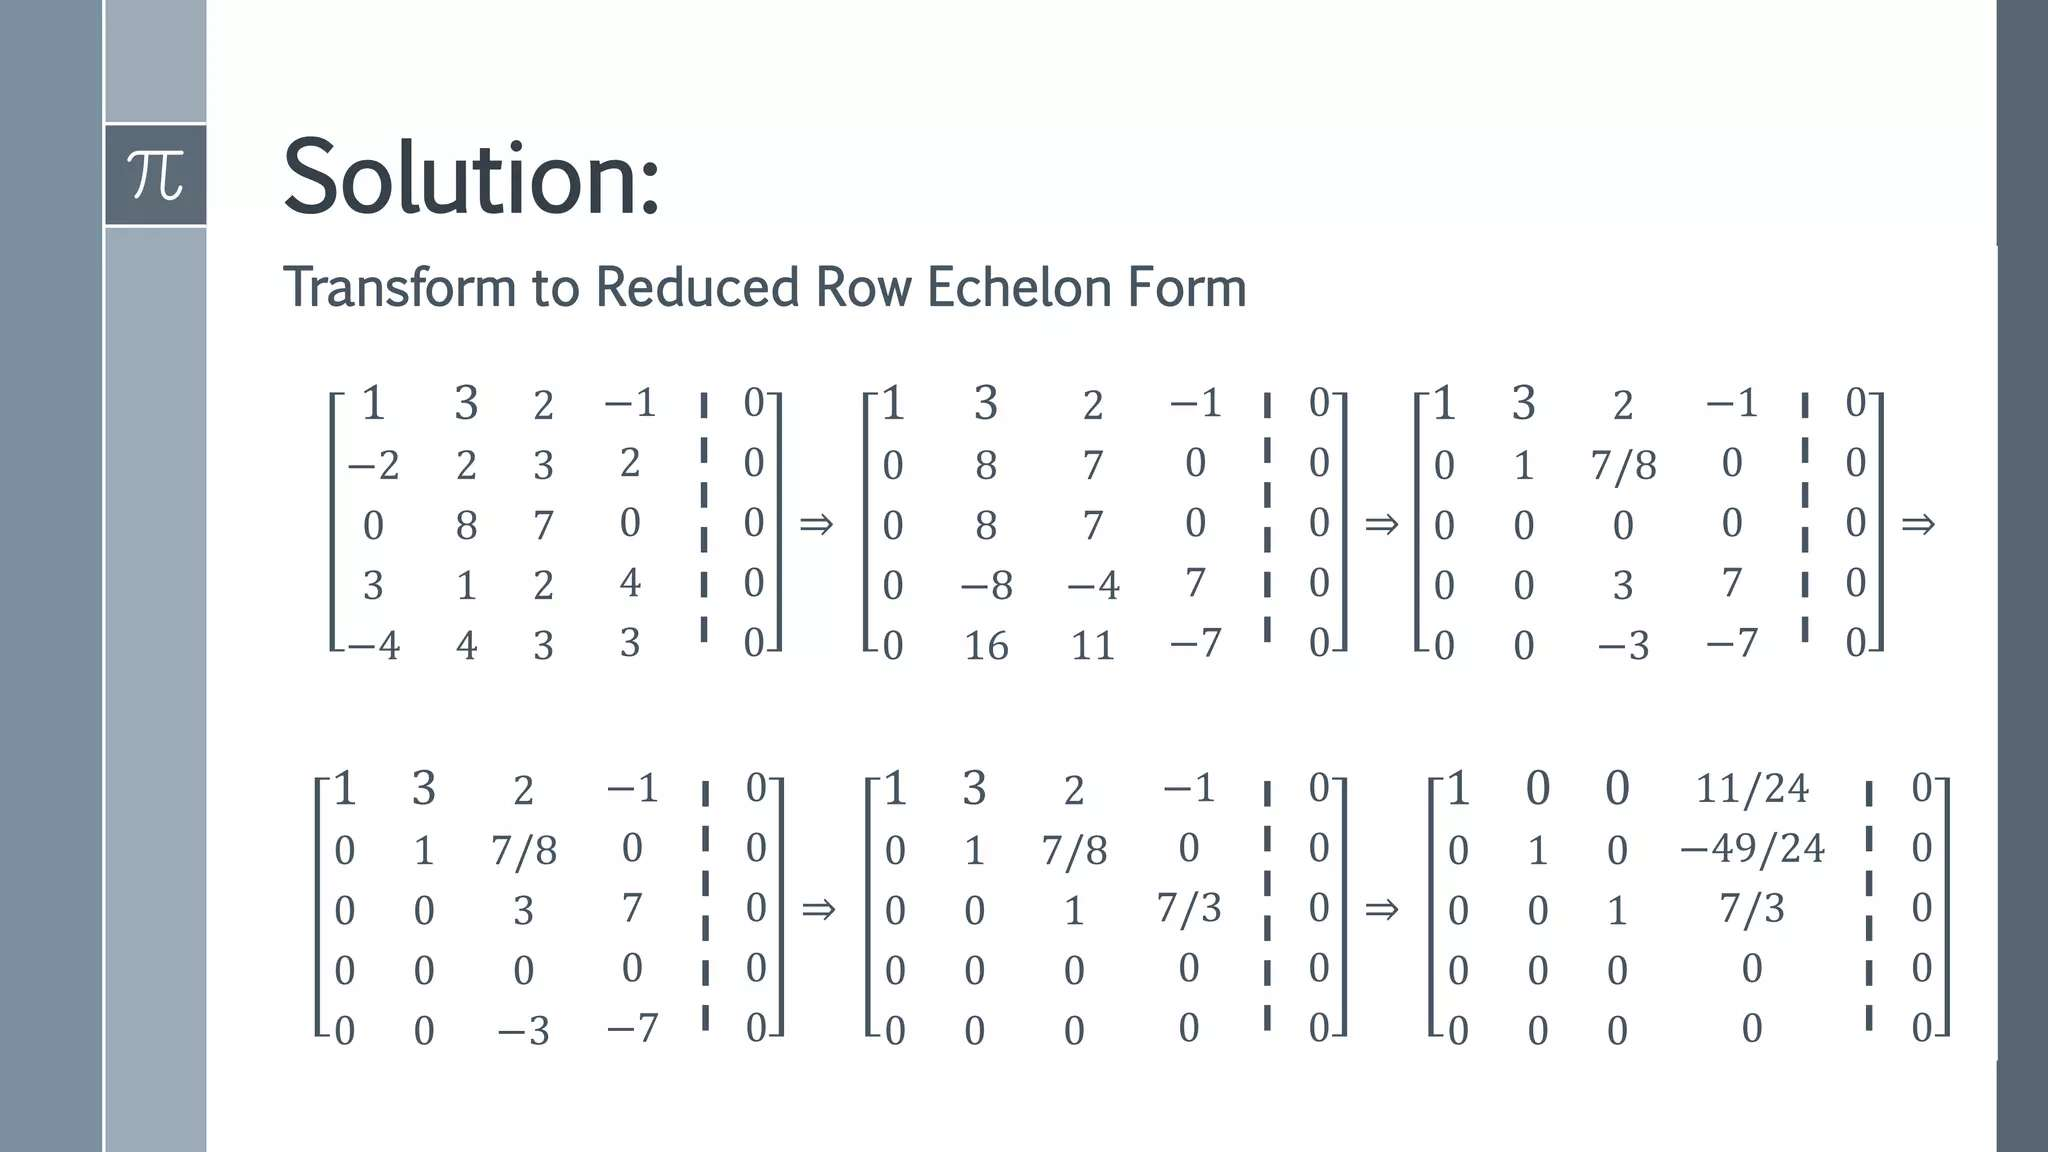 π
Solution:
Transform to Reduced Row Echelon Form
[1 3 2 −1 ¦ 0] [1 3 2 −1 ¦ 0] [1 3 2 −1 ¦ 0]
[−2 2 3 2 ¦ 0] [0 8 7 0 ¦ 0] [0 1 7/8 0 ¦ 0]
[0 8 7 0 ¦ 0] ⇒ [0 8 7 0 ¦ 0] ⇒ [0 0 0 0 ¦ 0] ⇒
[3 1 2 4 ¦ 0] [0 −8 −4 7 ¦ 0] [0 0 3 7 ¦ 0]
[−4 4 3 3 ¦ 0] [0 16 11 −7 ¦ 0] [0 0 −3 −7 ¦ 0]
[1 3 2 −1 ¦ 0] [1 3 2 −1 ¦ 0] [1 0 0 11/24 ¦ 0]
[0 1 7/8 0 ¦ 0] [0 1 7/8 0 ¦ 0] [0 1 0 −49/24 ¦ 0]
[0 0 3 7 ¦ 0] ⇒ [0 0 1 7/3 ¦ 0] ⇒ [0 0 1 7/3 ¦ 0]
[0 0 0 0 ¦ 0] [0 0 0 0 ¦ 0] [0 0 0 0 ¦ 0]
[0 0 −3 −7 ¦ 0] [0 0 0 0 ¦ 0] [0 0 0 0 ¦ 0]